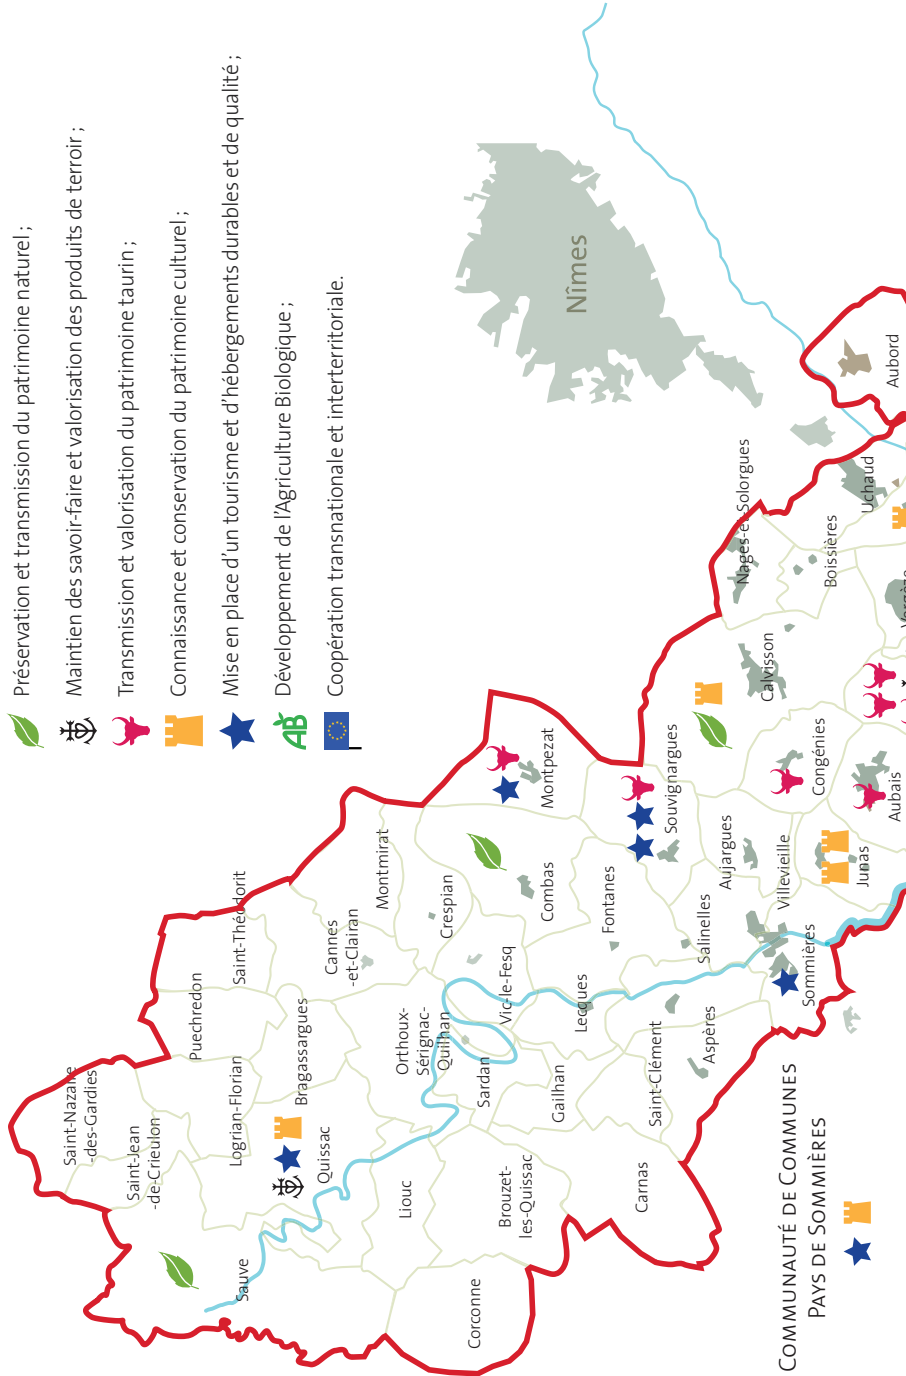 Préservation et transmission du patrimoine naturel ;
Maintien des savoir-faire et valorisation des produits de terroir ;
Transmission et valorisation du patrimoine taurin ;
Connaissance et conservation du patrimoine culturel ;
Mise en place d'un tourisme et d'hébergements durables et de qualité ;
AB
Développement de l'Agriculture Biologique ;
Coopération transnationale et interterritoriale.
Saint-Nazaire
-des-Gardies
Saint-Jean
-de-Crieulon
Puechredon
Saint-Théodorit
Logrian-Florian
Sauve
Bragassargues
Quissac
Cannes
-et-Clairan
Montmirat
Liouc
Orthoux-
Sérignac-
Quilhan
Crespian
Corconne
Brouzet-
les-Quissac
Sardan
Vic-le-Fesq
Combas
Montpezat
Nîmes
Gailhan
Lecques
Fontanes
Carnas
Saint-Clément
Souvignargues
Aspères
Salinelles
Aujargues
Calvisson
Nages-et-Solorgues
COMMUNAUTÉ DE COMMUNES
PAYS DE SOMMIÈRES
Sommières
Villevieille
Congénies
Boissières
Junas
Aubais
Uchaud
Aubord